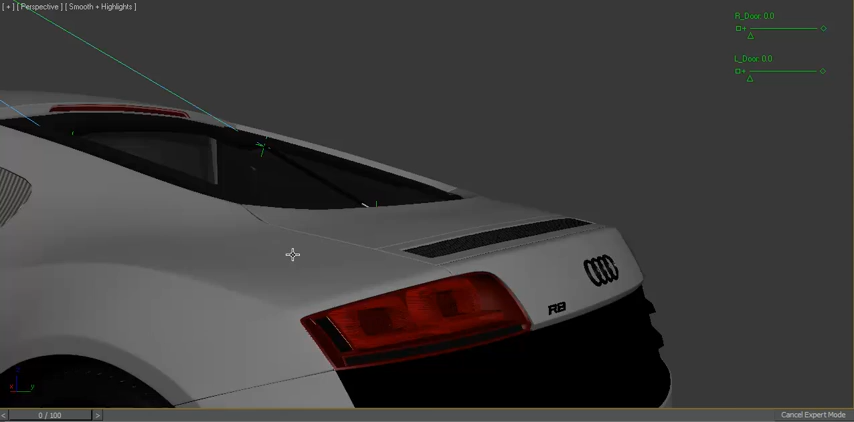 [ + ] [ Perspective ] [ Smooth + Highlights ]
R_Door: 0.0
L_Door: 0.0
R8
z
x
y
< 0 / 100 >
Cancel Expert Mode